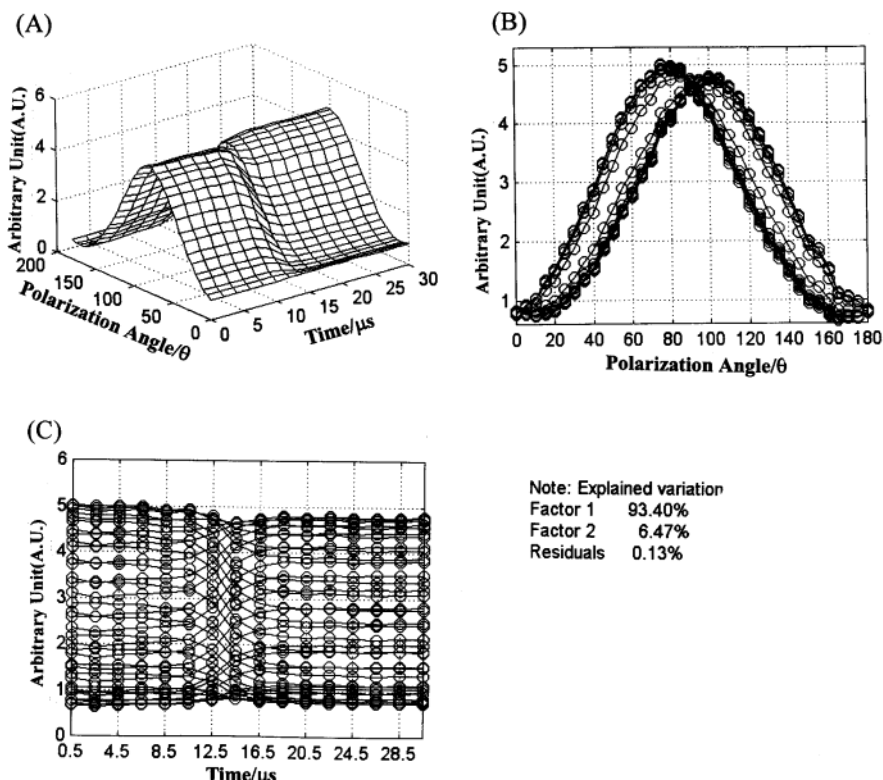 (A)
Arbitrary Unit(A.U.)
6
4
2
0
200
150
100
50
0
Polarization Angle/θ
0
5
10
15
20
25
30
Time/μs
(B)
Arbitrary Unit(A.U.)
5
4
3
2
1
0 20 40 60 80 100 120 140 160 180
Polarization Angle/θ
(C)
Arbitrary Unit(A.U.)
6
5
4
3
2
1
0
0.5 4.5 8.5 12.5 16.5 20.5 24.5 28.5
Time/μs
Note: Explained variation
Factor 1 93.40%
Factor 2 6.47%
Residuals 0.13%